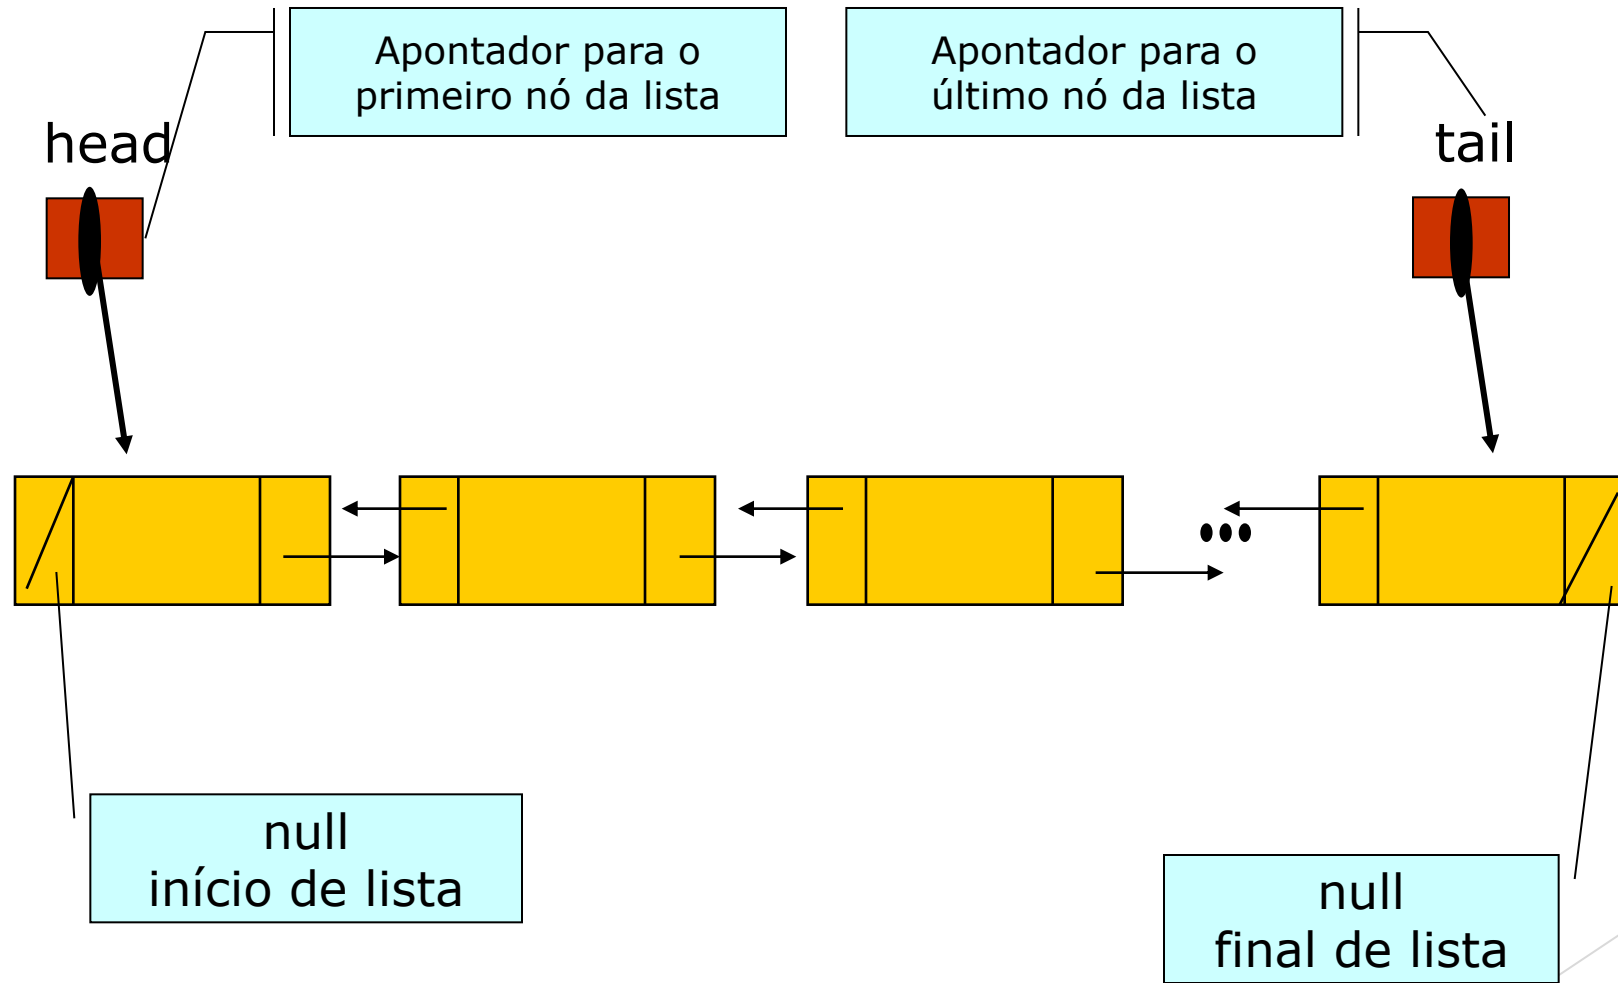 Apontador para o
primeiro nó da lista
Apontador para o
último nó da lista
head
tail
null
início de lista
null
final de lista